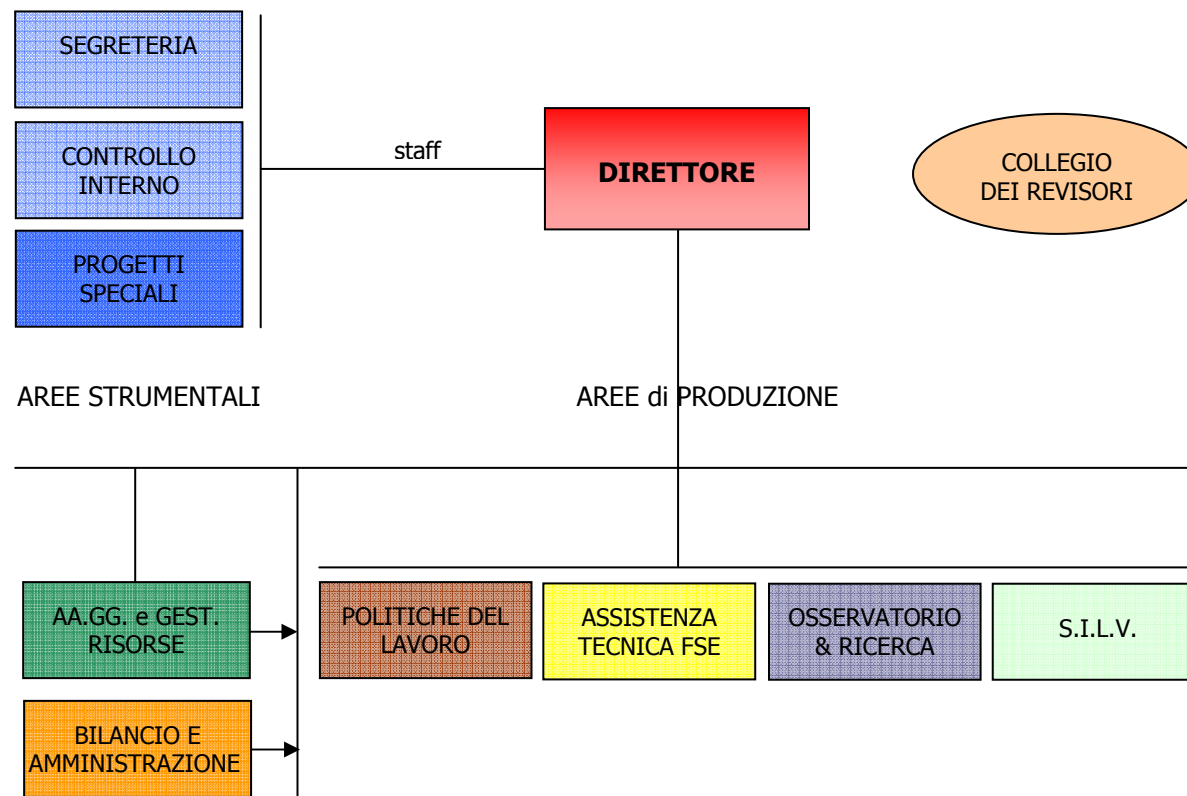 SEGRETERIA
CONTROLLO
INTERNO
PROGETTI
SPECIALI
staff
DIRETTORE
COLLEGIO
DEI REVISORI
AREE STRUMENTALI
AREE di PRODUZIONE
AA.GG. e GEST.
RISORSE
BILANCIO E
AMMINISTRAZIONE
POLITICHE DEL
LAVORO
ASSISTENZA
TECNICA FSE
OSSERVATORIO
& RICERCA
S.I.L.V.